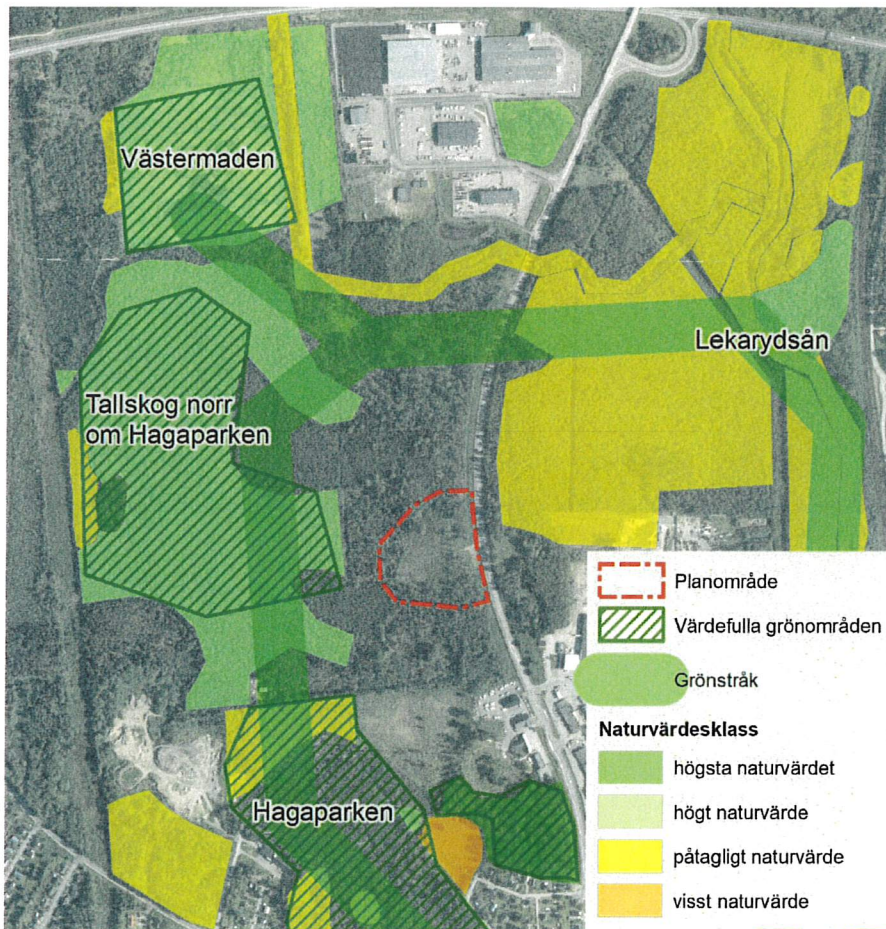 Västermaden
Lekarydsån
Tallskog norr
om Hagaparken
Hagaparken
Planområde
Värdefulla grönområden
Grönstråk
Naturvärdesklass
högsta naturvärdet
högt naturvärde
påtagligt naturvärde
visst naturvärde